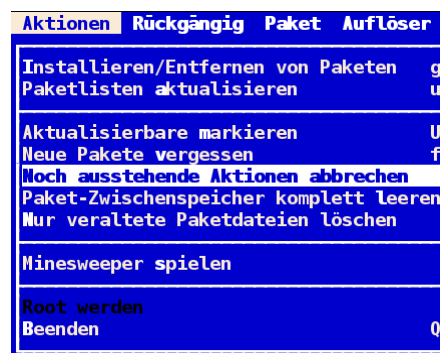 Aktionen Rückgängig Paket Auflöser
Installieren/Entfernen von Paketen g
Paketlisten aktualisieren u
Aktualisierbare markieren U
Neue Pakete vergessen f
Noch ausstehende Aktionen abbrechen
Paket-Zwischenspeicher komplett leeren
Nur veraltete Paketdateien löschen
Minesweeper spielen
Root werden
Beenden Q